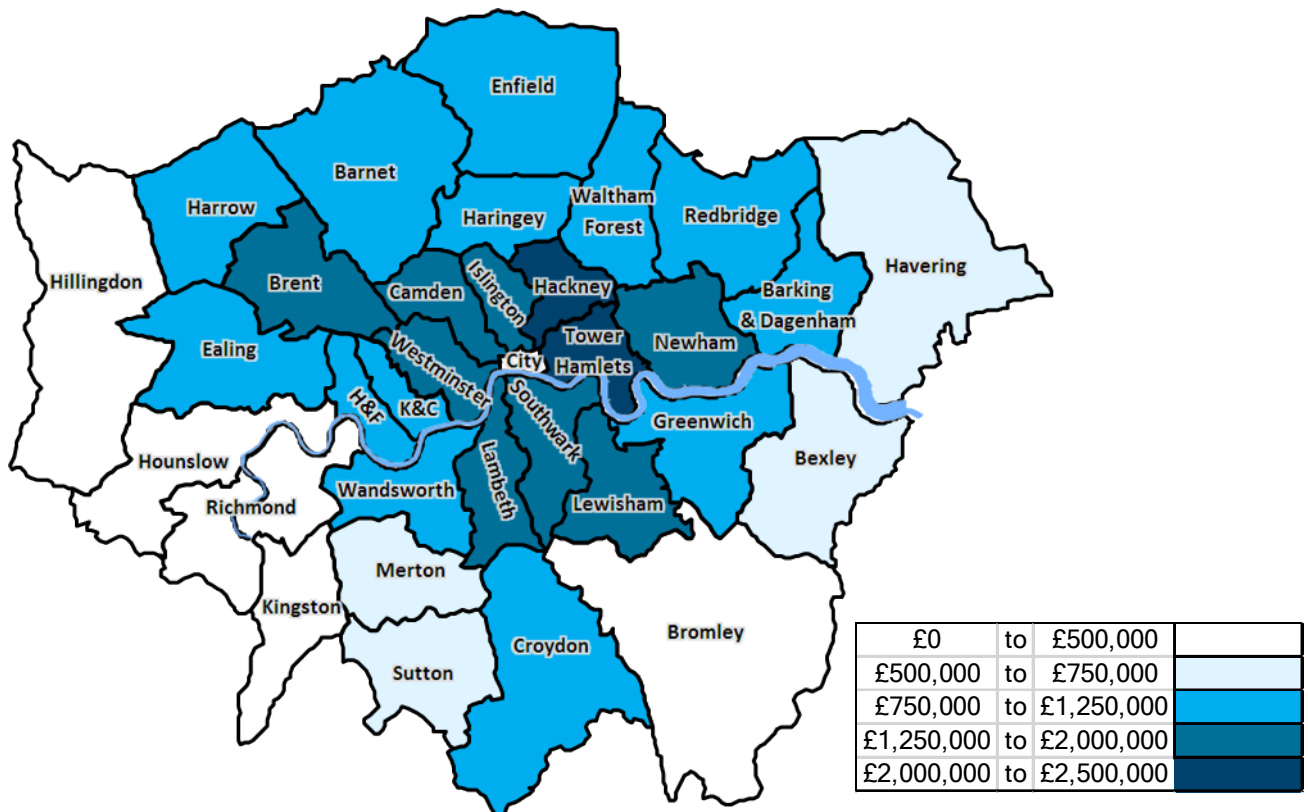 Enfield
Barnet
Harrow
Haringey
Waltham
Forest
Redbridge
Havering
Hillingdon
Brent
Camden
Islington
Hackney
Barking
& Dagenham
Ealing
Westminster
City
Tower
Hamlets
Newham
H&F
K&C
Southwark
Greenwich
Hounslow
Bexley
Richmond
Wandsworth
Lambeth
Lewisham
Merton
Kingston
Bromley
Croydon
Sutton
£0 to £500,000
£500,000 to £750,000
£750,000 to £1,250,000
£1,250,000 to £2,000,000
£2,000,000 to £2,500,000